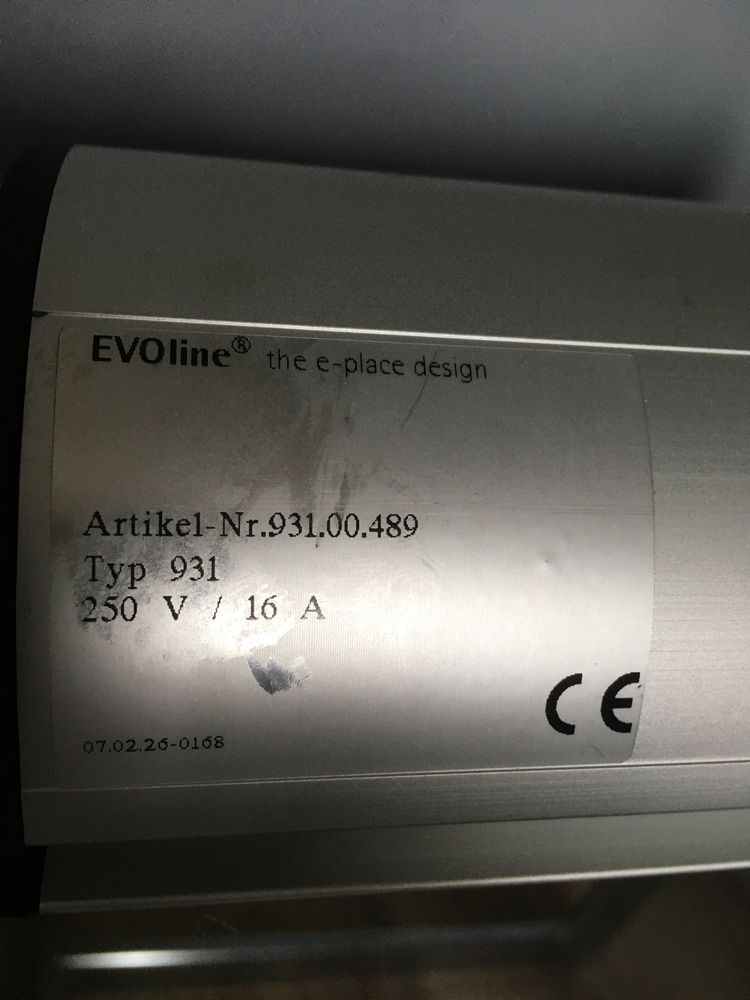 EVOline® the e-place design
Artikel-Nr.931.00.489
Typ 931
250 V / 16 A
CE
07.02.26-0168